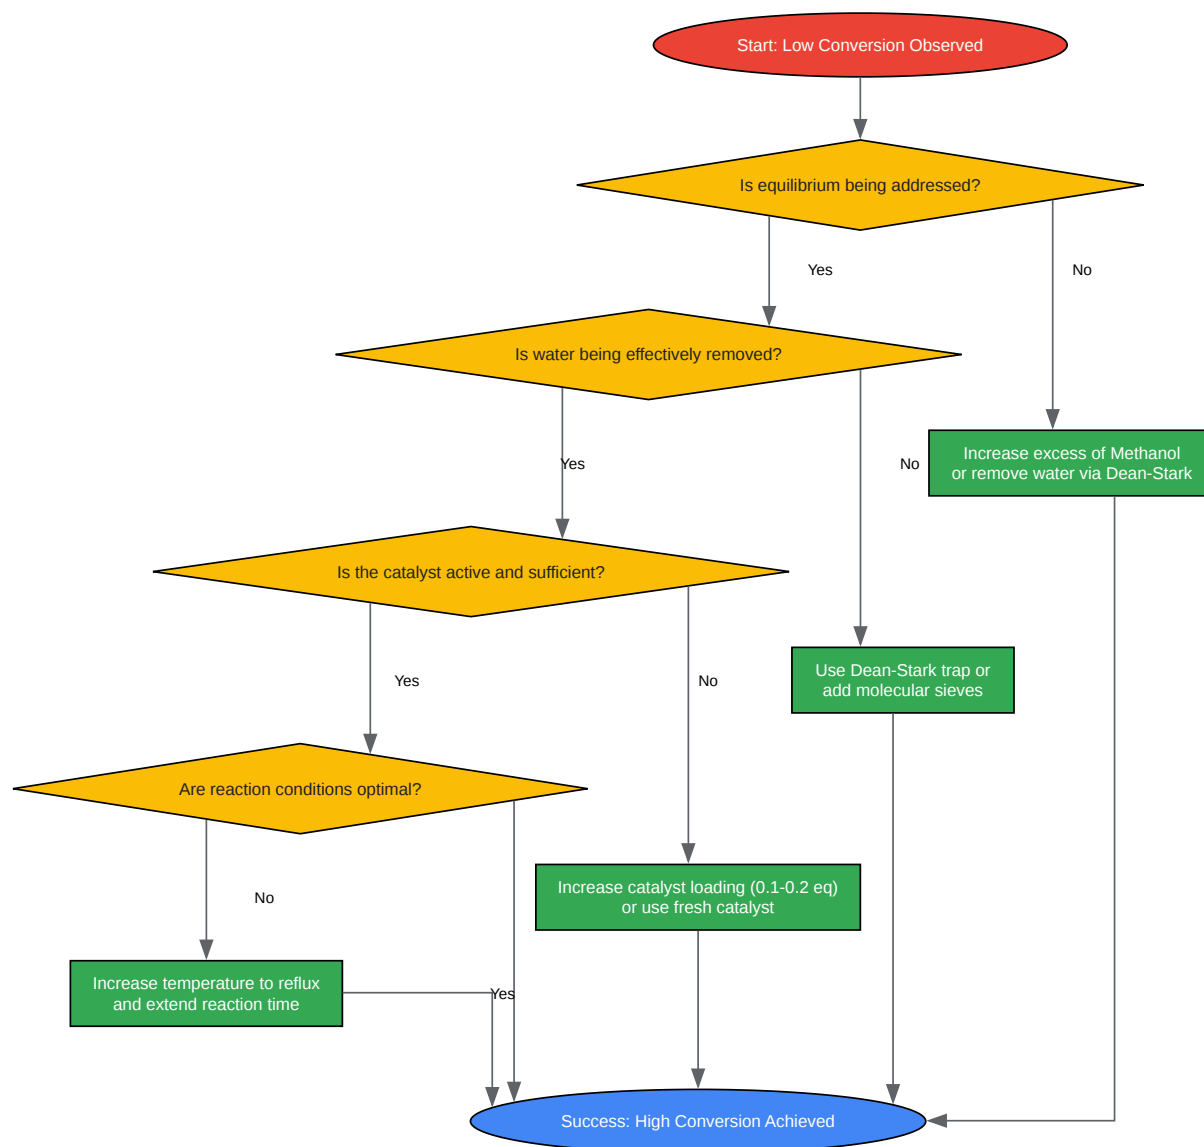 Start: Low Conversion Observed
Is equilibrium being addressed?
Yes
No
Is water being effectively removed?
Increase excess of Methanol
or remove water via Dean-Stark
Yes
No
Is the catalyst active and sufficient?
Use Dean-Stark trap or
add molecular sieves
Yes
No
Are reaction conditions optimal?
Increase catalyst loading (0.1-0.2 eq)
or use fresh catalyst
No
Increase temperature to reflux
and extend reaction time
Yes
Success: High Conversion Achieved